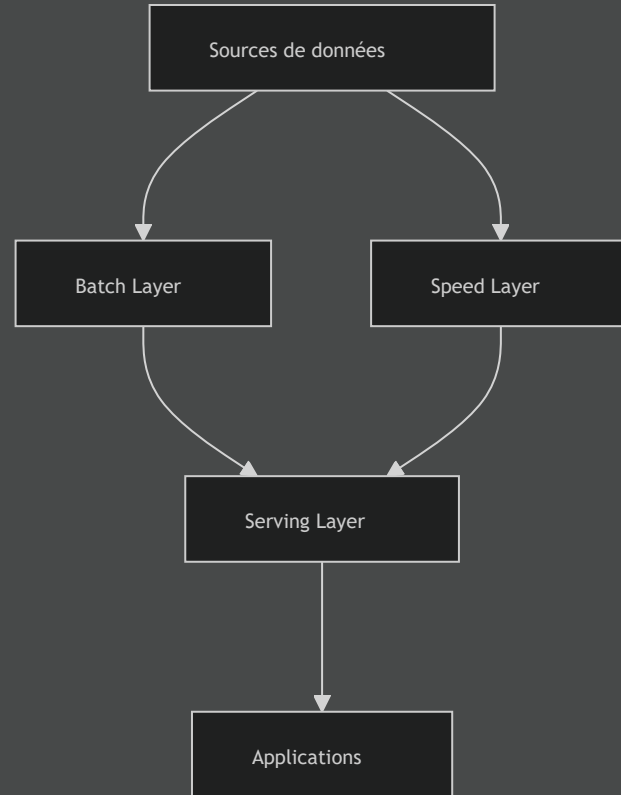 Sources de données
Batch Layer
Speed Layer
Serving Layer
Applications